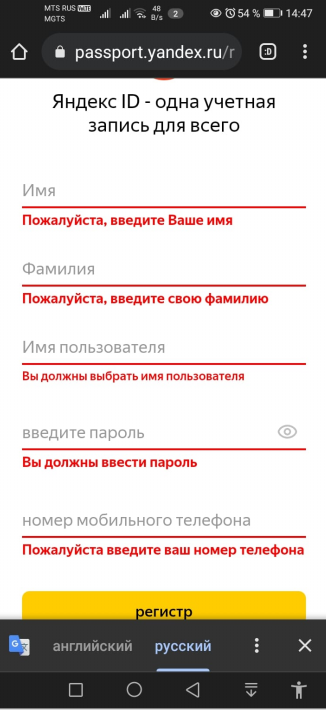 MTS RUS
MGTS
48
B/s
2
54 %
14:47
passport.yandex.ru/r
:D
Яндекс ID - одна учетная
запись для всего
Имя
Пожалуйста, введите Ваше имя
Фамилия
Пожалуйста, введите свою фамилию
Имя пользователя
Вы должны выбрать имя пользователя
введите пароль
Вы должны ввести пароль
номер мобильного телефона
Пожалуйста введите ваш номер телефона
регистр
английский
русский